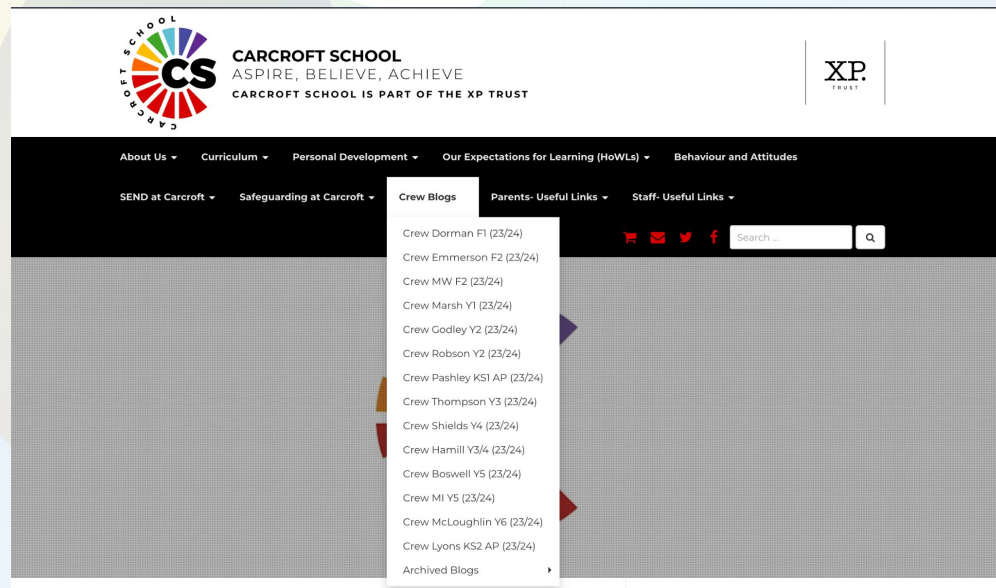 CARCROFT SCHOOL
CS
CARCROFT SCHOOL
ASPIRE, BELIEVE, ACHIEVE
CARCROFT SCHOOL IS PART OF THE XP TRUST
XP.
TRUST
About Us
Curriculum
Personal Development
Our Expectations for Learning (HoWLs)
Behaviour and Attitudes
SEND at Carcroft
Safeguarding at Carcroft
Crew Blogs
Parents- Useful Links
Staff- Useful Links
Search ...
Crew Dorman F1 (23/24)
Crew Emmerson F2 (23/24)
Crew MW F2 (23/24)
Crew Marsh Y1 (23/24)
Crew Godley Y2 (23/24)
Crew Robson Y2 (23/24)
Crew Pashley KS1 AP (23/24)
Crew Thompson Y3 (23/24)
Crew Shields Y4 (23/24)
Crew Hamill Y3/4 (23/24)
Crew Boswell Y5 (23/24)
Crew MI Y5 (23/24)
Crew McLoughlin Y6 (23/24)
Crew Lyons KS2 AP (23/24)
Archived Blogs